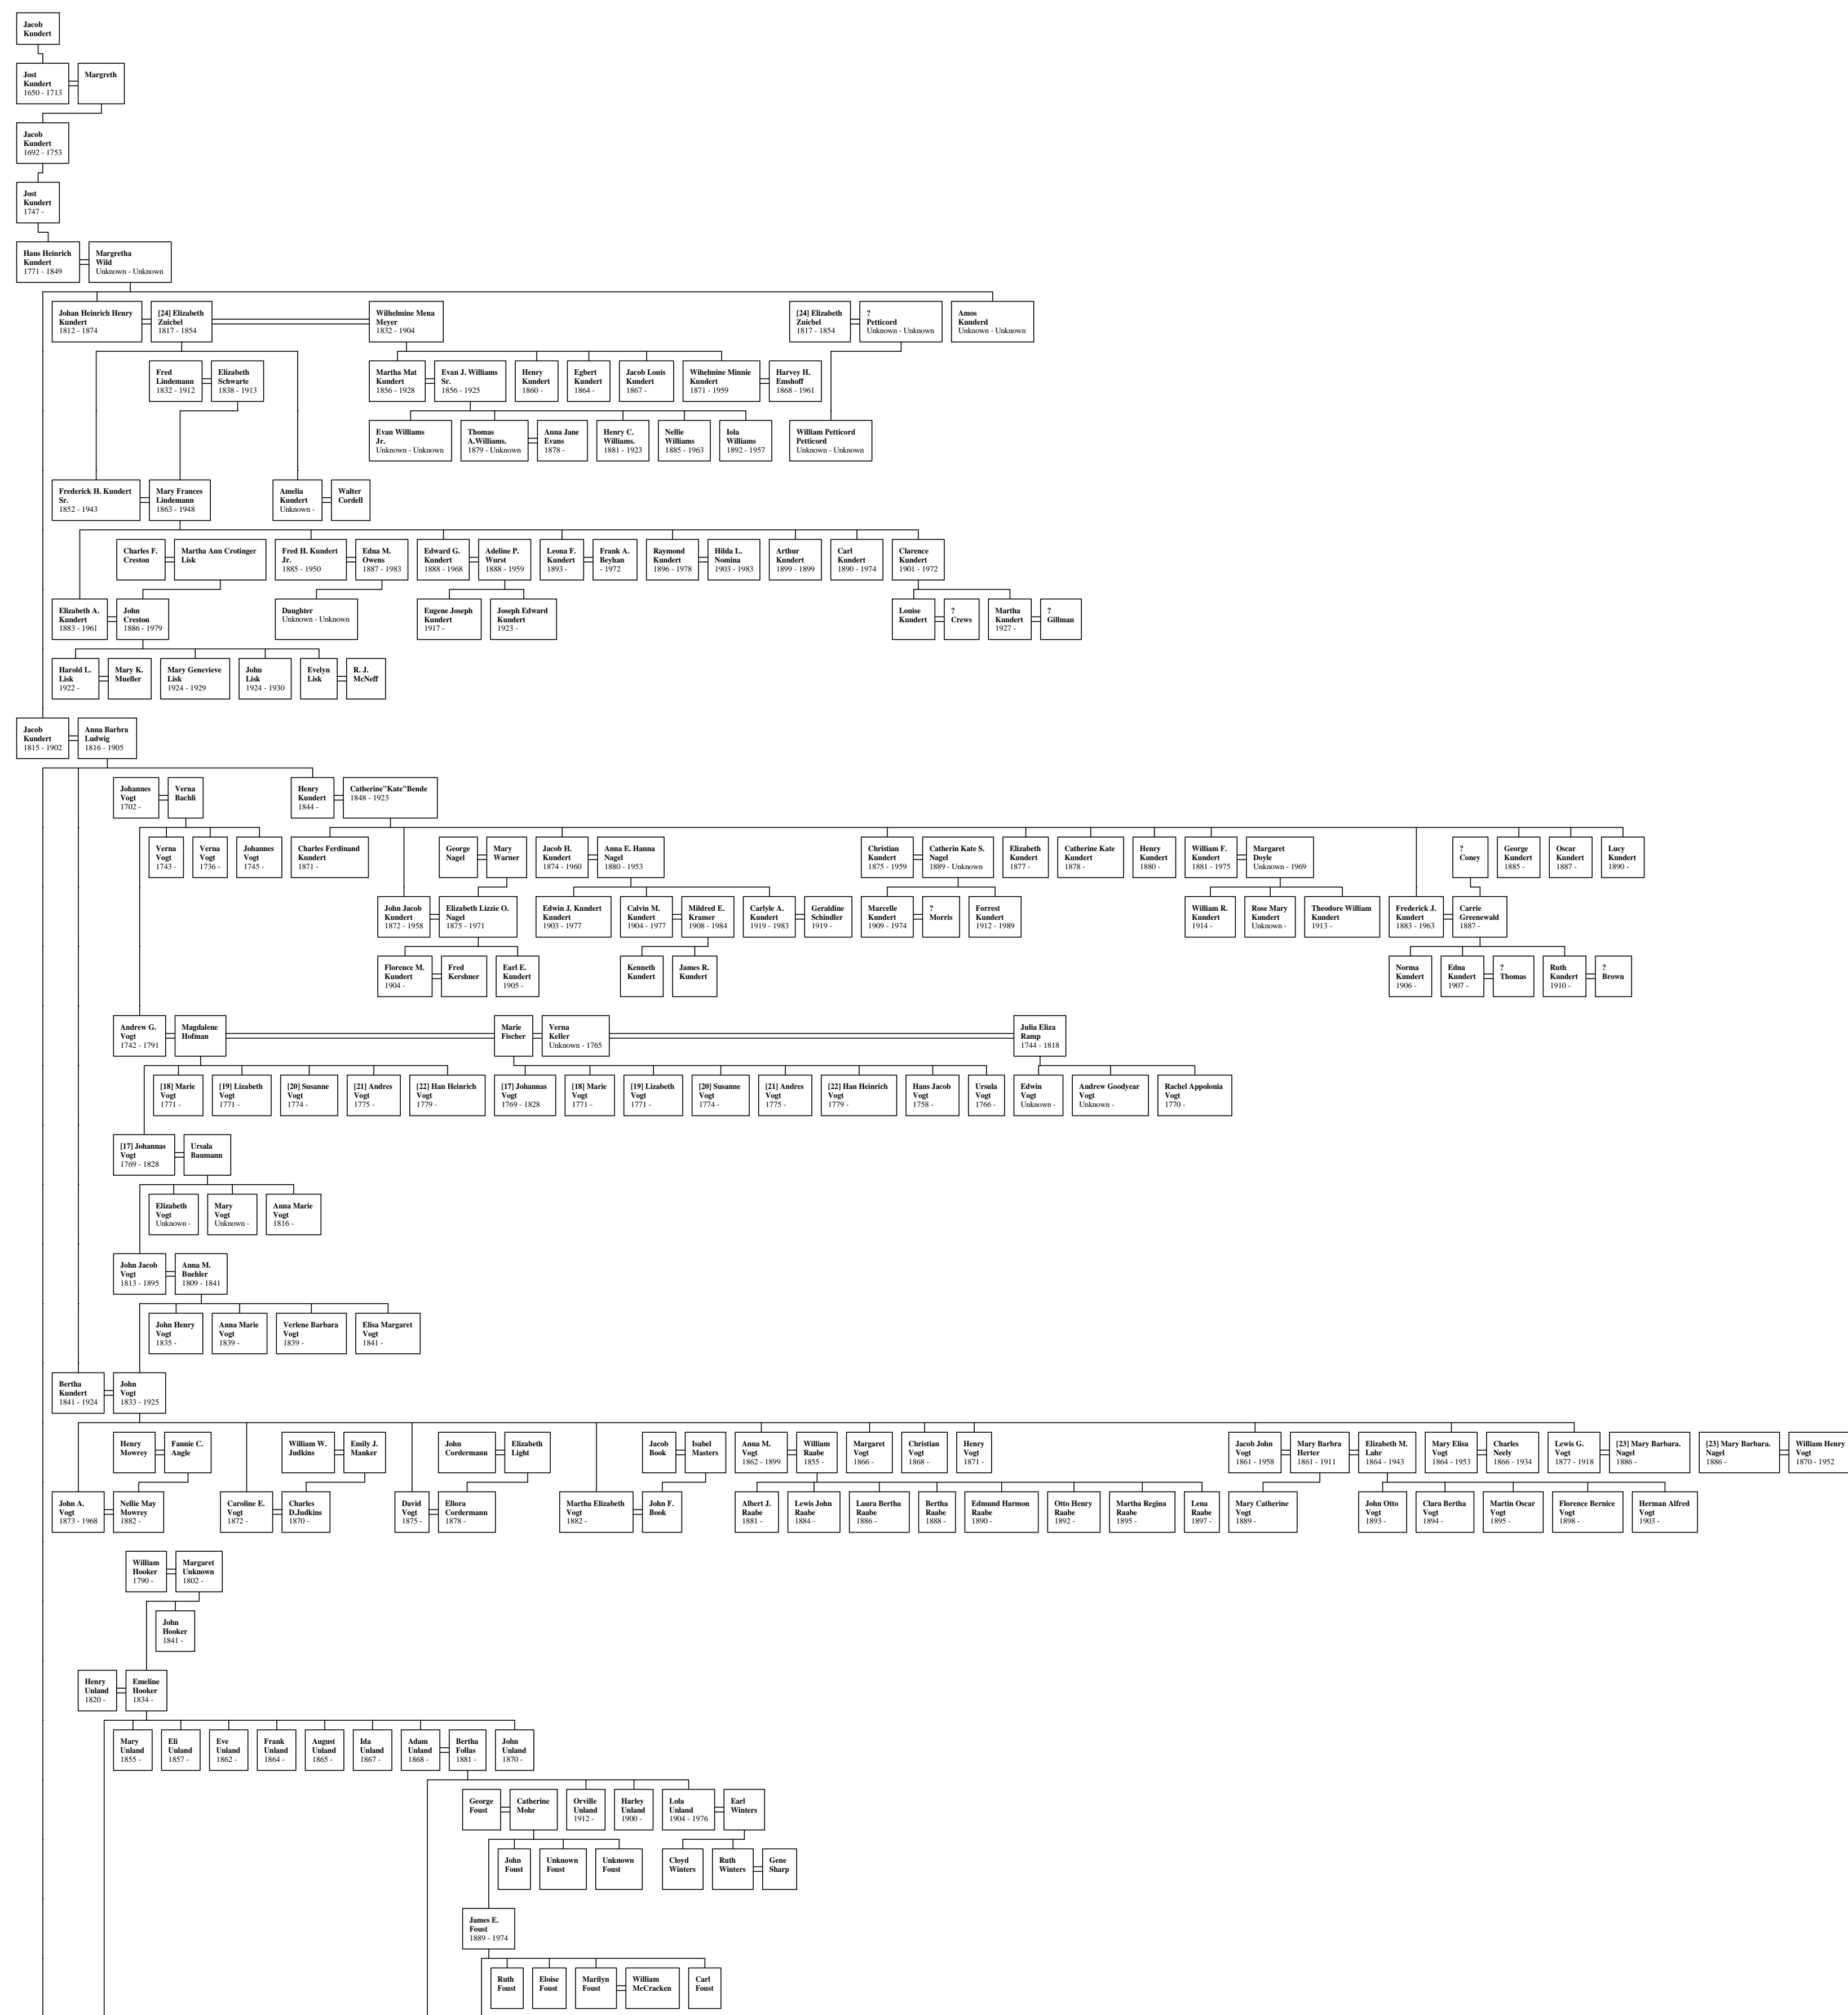 Jacob
Kundert
Jost
Kundert
1650 - 1713
Margreth
Jacob
Kundert
1692 - 1753
Jost
Kundert
1747 -
Hans Heinrich
Kundert
1771 - 1849
Margretha
Wild
Unknown - Unknown
Johan Heinrich Henry
Kundert
1812 - 1874
[24] Elizabeth
Zuicbel
1817 - 1854
Wilhelmine Mena
Meyer
1832 - 1904
[24] Elizabeth
Zuicbel
1817 - 1854
?
Petticord
Unknown - Unknown
Amos
Kunderd
Unknown - Unknown
Fred
Lindemann
1832 - 1912
Elizabeth
Schwarte
1838 - 1913
Martha Mat
Kundert
1856 - 1928
Evan J. Williams
Sr.
1856 - 1925
Henry
Kundert
1860 -
Egbert
Kundert
1864 -
Jacob Louis
Kundert
1867 -
Wihelmine Minnie
Kundert
1871 - 1959
Harvey H.
Emshoff
1868 - 1961
Evan Williams
Jr.
Unknown - Unknown
Thomas
A.Williams.
1879 - Unknown
Anna Jane
Evans
1878 -
Henry C.
Williams.
1881 - 1923
Nellie
Williams
1885 - 1963
Iola
Williams
1892 - 1957
William Petticord
Petticord
Unknown - Unknown
Frederick H. Kundert
Sr.
1852 - 1943
Mary Frances
Lindemann
1863 - 1948
Amelia
Kundert
Unknown -
Walter
Cordell
Charles F.
Creston
Martha Ann Crotinger
Lisk
Fred H. Kundert
Jr.
1885 - 1950
Edna M.
Owens
1887 - 1983
Edward G.
Kundert
1888 - 1968
Adeline P.
Wurst
1888 - 1959
Leona F.
Kundert
1893 -
Frank A.
Beyhan
- 1972
Raymond
Kundert
1896 - 1978
Hilda L.
Nomina
1903 - 1983
Arthur
Kundert
1899 - 1899
Carl
Kundert
1890 - 1974
Clarence
Kundert
1901 - 1972
Elizabeth A.
Kundert
1883 - 1961
John
Creston
1886 - 1979
Daughter
Unknown - Unknown
Eugene Joseph
Kundert
1917 -
Joseph Edward
Kundert
1923 -
Louise
Kundert
?
Crews
Martha
Kundert
1927 -
?
Gillman
Harold L.
Lisk
1922 -
Mary K.
Mueller
Mary Genevieve
Lisk
1924 - 1929
John
Lisk
1924 - 1930
Evelyn
Lisk
R. J.
McNeff
Jacob
Kundert
1815 - 1902
Anna Barbra
Ludwig
1816 - 1905
Johannes
Vogt
1702 -
Verna
Bachli
Henry
Kundert
1844 -
Catherine"Kate"Bende
1848 - 1923
Verna
Vogt
1743 -
Verna
Vogt
1736 -
Johannes
Vogt
1745 -
Charles Ferdinand
Kundert
1871 -
George
Nagel
Mary
Warner
Jacob H.
Kundert
1874 - 1960
Anna E. Hanna
Nagel
1880 - 1953
Christian
Kundert
1875 - 1959
Catherin Kate S.
Nagel
1889 - Unknown
Elizabeth
Kundert
1877 -
Catherine Kate
Kundert
1878 -
Henry
Kundert
1880 -
William F.
Kundert
1881 - 1975
Margaret
Doyle
Unknown - 1969
?
Coney
George
Kundert
1885 -
Oscar
Kundert
1887 -
Lucy
Kundert
1890 -
John Jacob
Kundert
1872 - 1958
Elizabeth Lizzie O.
Nagel
1875 - 1971
Edwin J. Kundert
Kundert
1903 - 1977
Calvin M.
Kundert
1904 - 1977
Mildred E.
Kramer
1908 - 1984
Carlyle A.
Kundert
1919 - 1983
Geraldine
Schindler
1919 -
Marcelle
Kundert
1909 - 1974
?
Morris
Forrest
Kundert
1912 - 1989
William R.
Kundert
1914 -
Rose Mary
Kundert
Unknown -
Theodore William
Kundert
1913 -
Frederick J.
Kundert
1883 - 1963
Carrie
Greenewald
1887 -
Florence M.
Kundert
1904 -
Fred
Kershner
Earl E.
Kundert
1905 -
Kenneth
Kundert
James R.
Kundert
Norma
Kundert
1906 -
Edna
Kundert
1907 -
?
Thomas
Ruth
Kundert
1910 -
?
Brown
Andrew G.
Vogt
1742 - 1791
Magdalene
Hofman
Marie
Fischer
Verna
Keller
Unknown - 1765
Julia Eliza
Ramp
1744 - 1818
[18] Marie
Vogt
1771 -
[19] Lizabeth
Vogt
1771 -
[20] Susanne
Vogt
1774 -
[21] Andres
Vogt
1775 -
[22] Han Heinrich
Vogt
1779 -
[17] Johannas
Vogt
1769 - 1828
[18] Marie
Vogt
1771 -
[19] Lizabeth
Vogt
1771 -
[20] Susanne
Vogt
1774 -
[21] Andres
Vogt
1775 -
[22] Han Heinrich
Vogt
1779 -
Hans Jacob
Vogt
1758 -
Ursula
Vogt
1766 -
Edwin
Vogt
Unknown -
Andrew Goodyear
Vogt
Unknown -
Rachel Appolonia
Vogt
1770 -
[17] Johannas
Vogt
1769 - 1828
Ursala
Baumann
Elizabeth
Vogt
Unknown -
Mary
Vogt
Unknown -
Anna Marie
Vogt
1816 -
John Jacob
Vogt
1813 - 1895
Anna M.
Buehler
1809 - 1841
John Henry
Vogt
1835 -
Anna Marie
Vogt
1839 -
Verlene Barbara
Vogt
1839 -
Elisa Margaret
Vogt
1841 -
Bertha
Kundert
1841 - 1924
John
Vogt
1833 - 1925
Henry
Mowrey
Fannie C.
Angle
William W.
Judkins
Emily J.
Manker
John
Cordermann
Elizabeth
Light
Jacob
Book
Isabel
Masters
Anna M.
Vogt
1862 - 1899
William
Raabe
1855 -
Margaret
Vogt
1866 -
Christian
Vogt
1868 -
Henry
Vogt
1871 -
Jacob John
Vogt
1861 - 1958
Mary Barbra
Herter
1861 - 1911
Elizabeth M.
Lahr
1864 - 1943
Mary Elisa
Vogt
1864 - 1953
Charles
Neely
1866 - 1934
Lewis G.
Vogt
1877 - 1918
[23] Mary Barbara.
Nagel
1886 -
[23] Mary Barbara.
Nagel
1886 -
William Henry
Vogt
1870 - 1952
John A.
Vogt
1873 - 1968
Nellie May
Mowrey
1882 -
Caroline E.
Vogt
1872 -
Charles
D.Judkins
1870 -
David
Vogt
1875 -
Ellora
Cordermann
1878 -
Martha Elizabeth
Vogt
1882 -
John F.
Book
Albert J.
Raabe
1881 -
Lewis John
Raabe
1884 -
Laura Bertha
Raabe
1886 -
Bertha
Raabe
1888 -
Edmund Harmon
Raabe
1890 -
Otto Henry
Raabe
1892 -
Martha Regina
Raabe
1895 -
Lena
Raabe
1897 -
Mary Catherine
Vogt
1889 -
John Otto
Vogt
1893 -
Clara Bertha
Vogt
1894 -
Martin Oscar
Vogt
1895 -
Florence Bernice
Vogt
1898 -
Herman Alfred
Vogt
1903 -
William
Hooker
1790 -
Margaret
Unknown
1802 -
John
Hooker
1841 -
Henry
Unland
1820 -
Emeline
Hooker
1834 -
Mary
Unland
1855 -
Eli
Unland
1857 -
Eve
Unland
1862 -
Frank
Unland
1864 -
August
Unland
1865 -
Ida
Unland
1867 -
Adam
Unland
1868 -
Bertha
Follas
1881 -
John
Unland
1870 -
George
Foust
Catherine
Mohr
Orville
Unland
1912 -
Harley
Unland
1900 -
Lola
Unland
1904 - 1976
Earl
Winters
John
Foust
Unknown
Foust
Unknown
Foust
Cloyd
Winters
Ruth
Winters
Gene
Sharp
James E.
Foust
1889 - 1974
Ruth
Foust
Eloise
Foust
Marilyn
Foust
William
McCracken
Carl
Foust